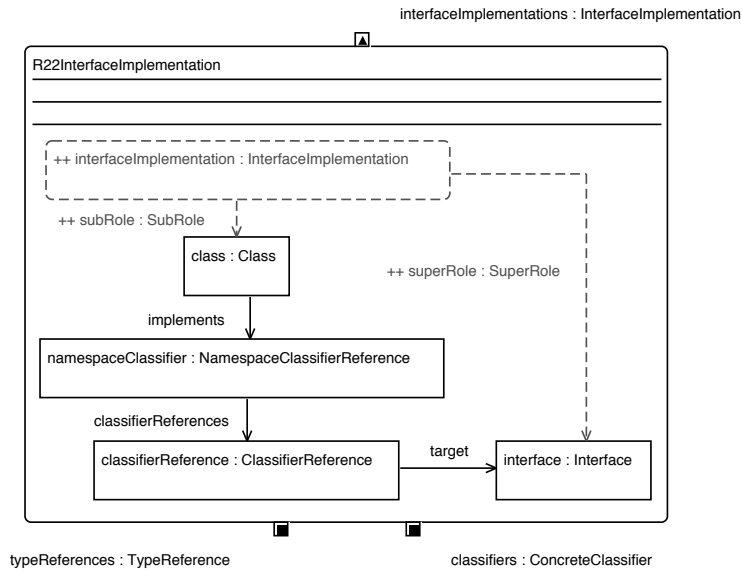 interfaceImplementations : InterfaceImplementation
R22InterfaceImplementation
++ interfaceImplementation : InterfaceImplementation
++ subRole : SubRole
class : Class
++ superRole : SuperRole
implements
namespaceClassifier : NamespaceClassifierReference
classifierReferences
target
classifierReference : ClassifierReference
interface : Interface
typeReferences : TypeReference
classifiers : ConcreteClassifier